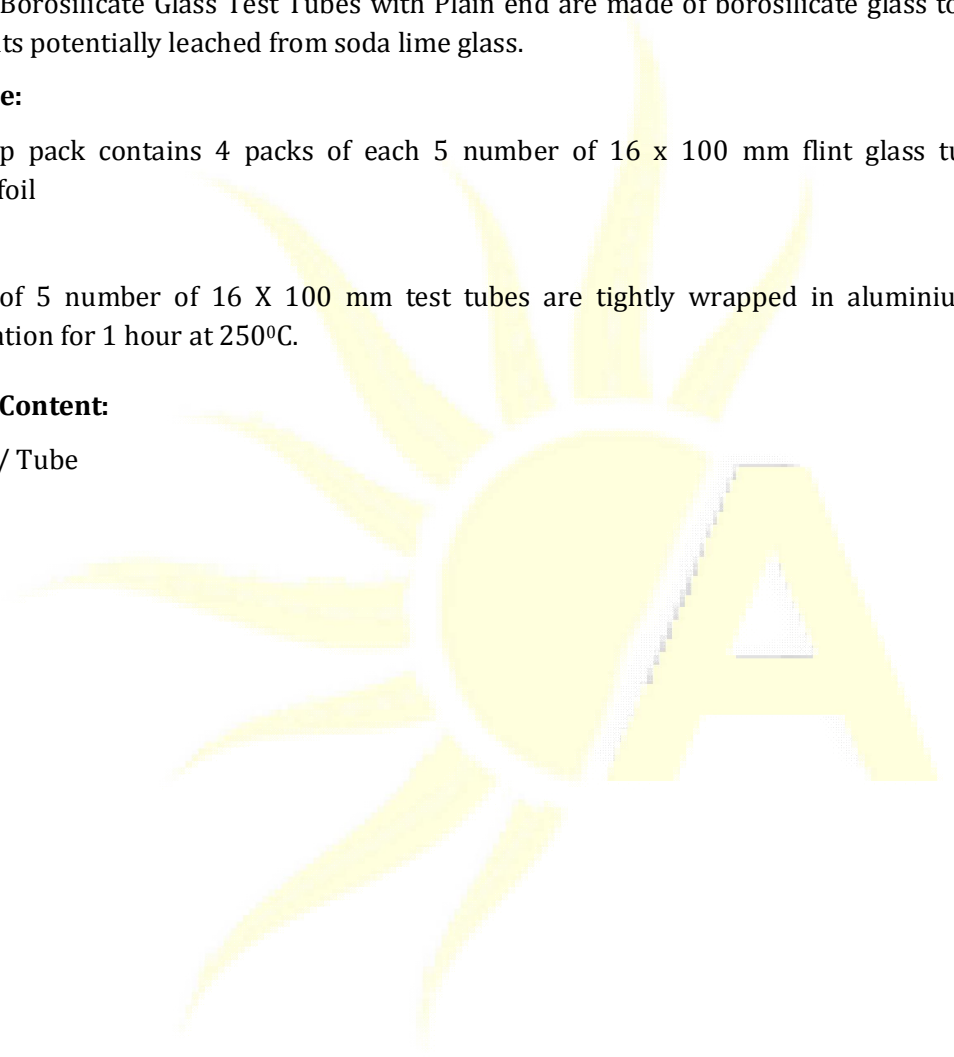 Borosilicate Glass Test Tubes with Plain end are made of borosilicate glass to
ts potentially leached from soda lime glass.
e:
p pack contains 4 packs of each 5 number of 16 x 100 mm flint glass tu
foil
of 5 number of 16 X 100 mm test tubes are tightly wrapped in aluminiu
ation for 1 hour at 250⁰C.
Content:
/ Tube
A